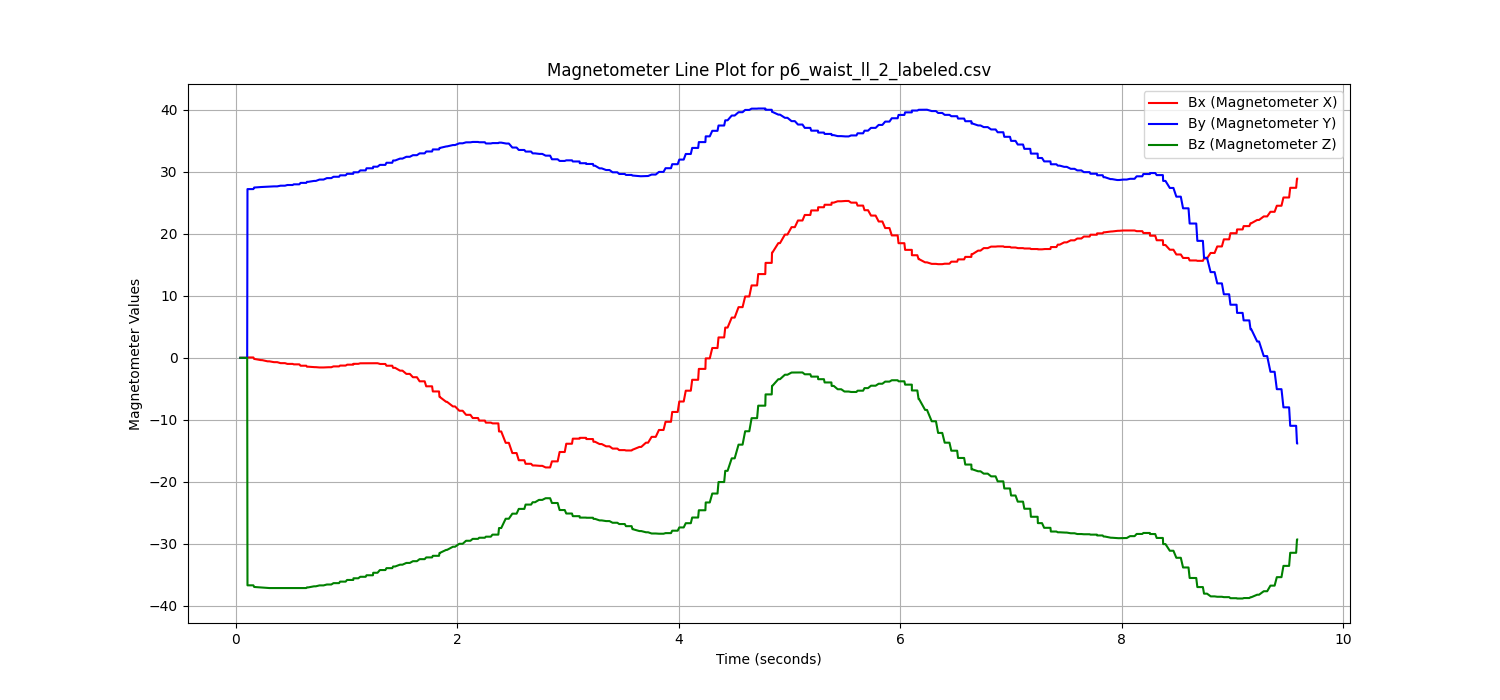 Magnetometer Line Plot for p6_waist_ll_2_labeled.csv
Bx (Magnetometer X)
By (Magnetometer Y)
Bz (Magnetometer Z)
Magnetometer Values
40
30
20
10
0
−10
−20
−30
−40
0 2 4 6 8 10
Time (seconds)